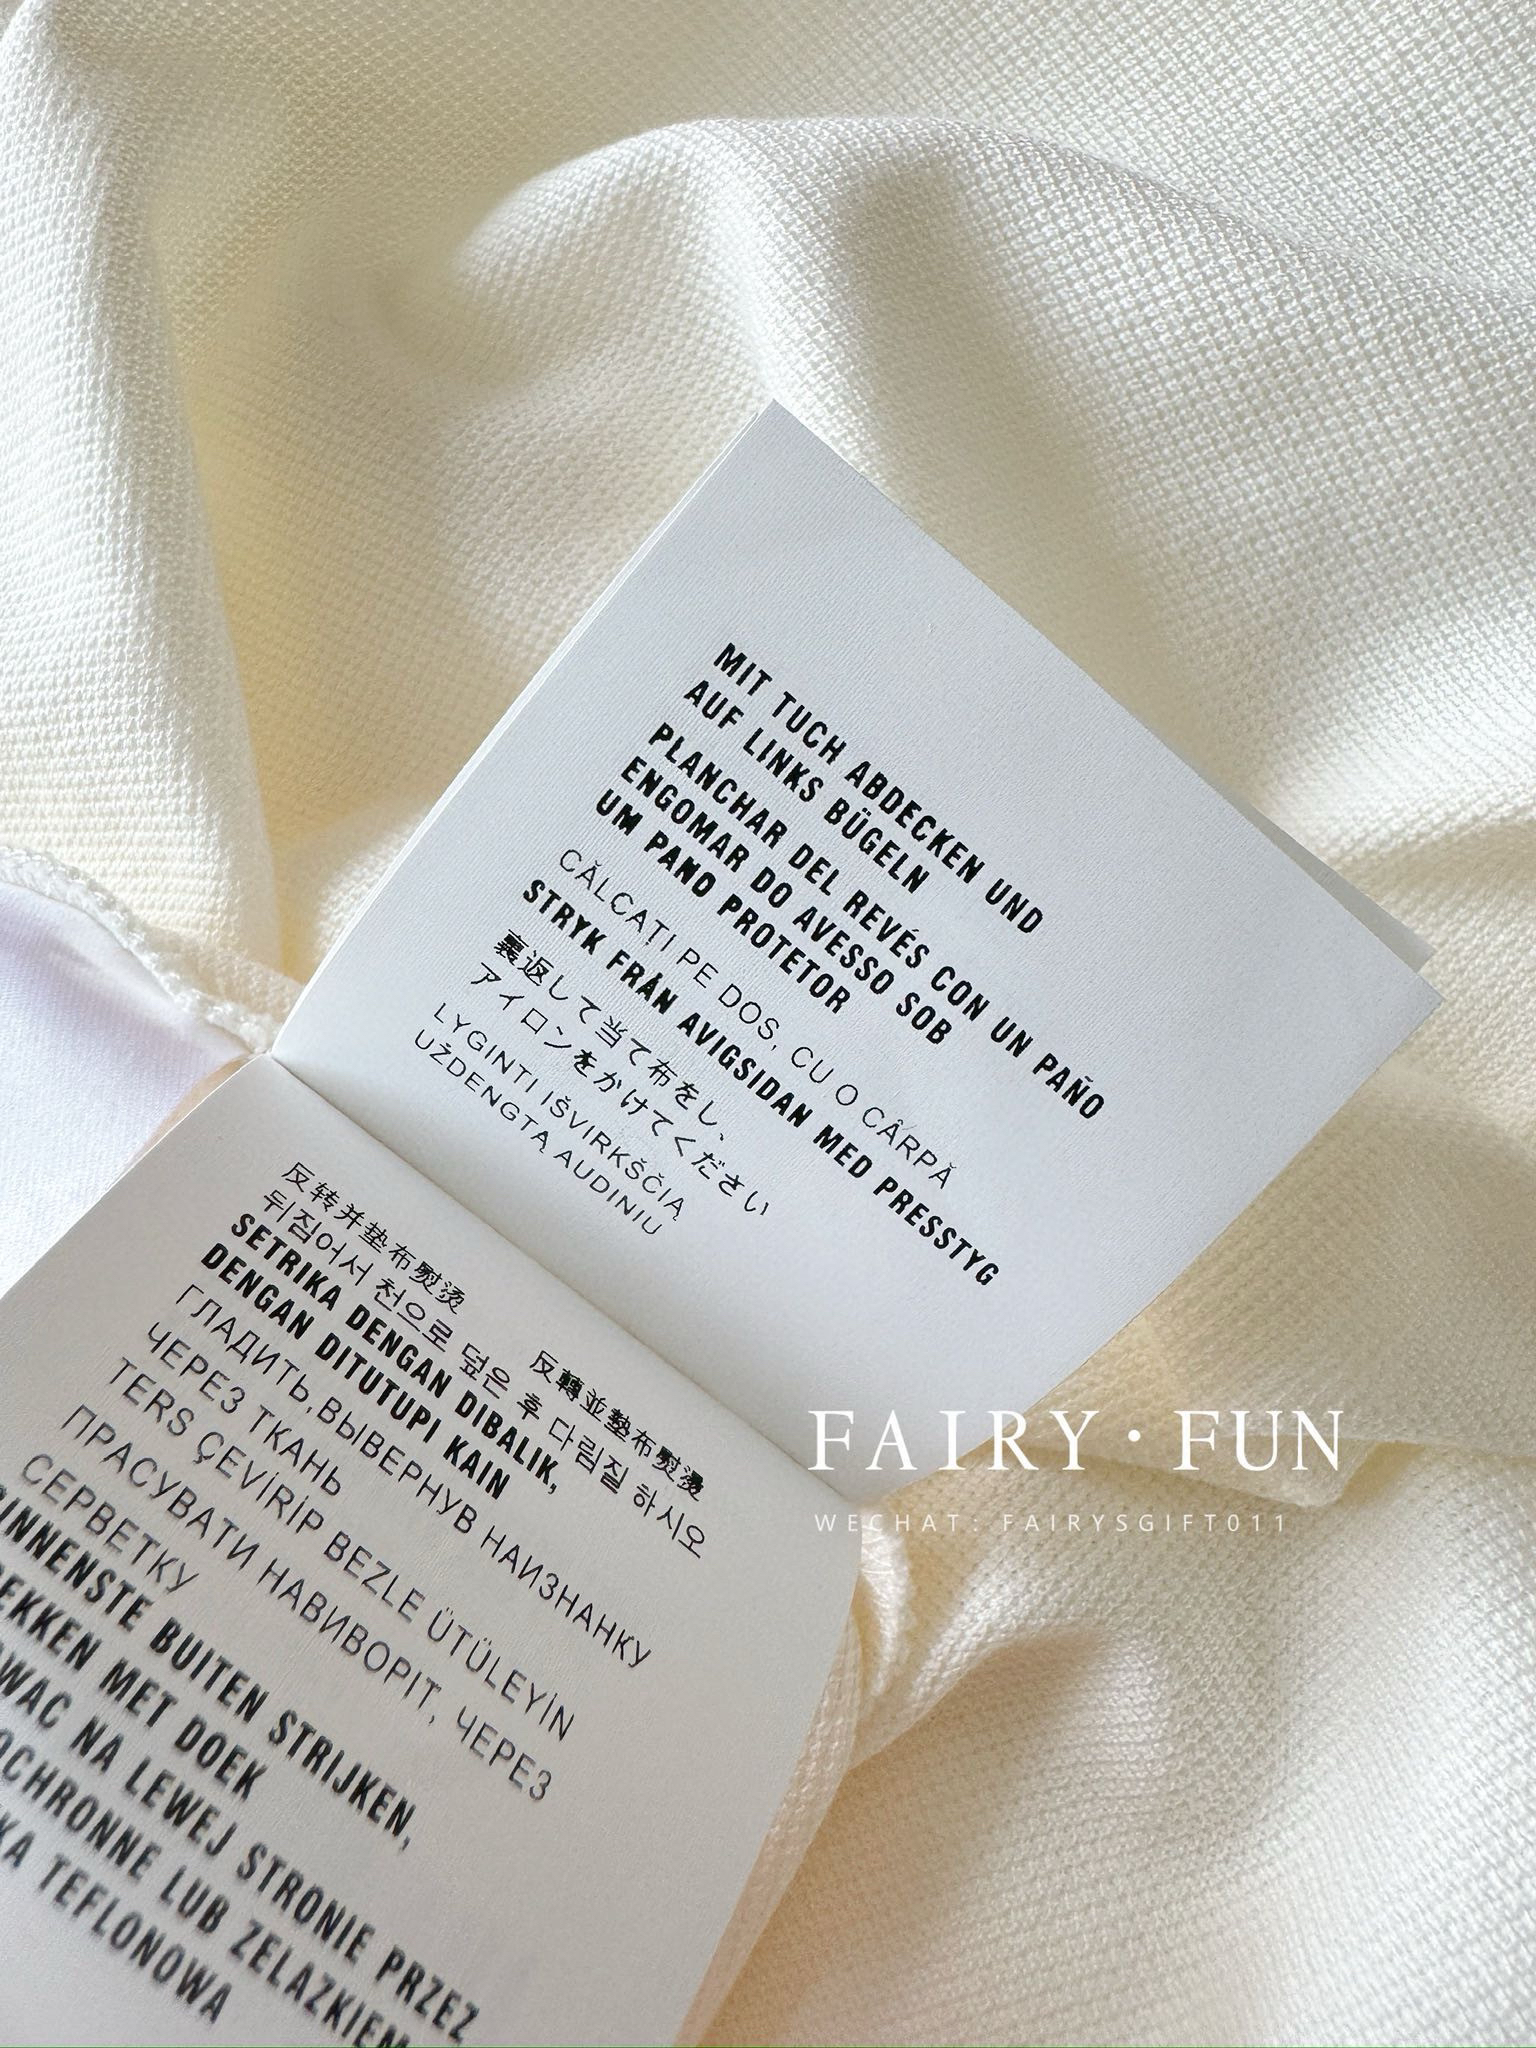 MIT TUCH ABDECKEN UND
AUF LINKS BÜGELN
PLANCHAR DEL REVÉS CON UN PAÑO
ENGOMAR DO AVESSO SOB
UM PANO PROTETOR
CĂLCAȚI PE DOS, CU O CÂRPĂ
STRYK FRÅN AVIGSIDAN MED PRESSTYG
裏返して当て布をし、
アイロンをかけてください
LYGINTI IŠVIRKŠČIĄ
UŽDENGTĄ AUDINIU
反转并垫布熨烫
反轉並墊布熨燙
뒤집어서 천으로 덮은 후 다림질 하시오
SETRIKA DENGAN DIBALIK,
DENGAN DITUTUPI KAIN
ГЛАДИТЬ,ВЫВЕРНУВ НАИЗНАНКУ
ЧЕРЕЗ ТКАНЬ
TERS ÇEVİRİP BEZLE ÜTÜLEYİN
ПРАСУВАТИ НАВИВОРІТ, ЧЕРЕЗ
СЕРВЕТКУ
BINNENSTE BUITEN STRIJKEN,
MET DOEK
NA LEWEJ STRONIE PRZEZ
LUB ZELAZKIEM
TEFLONOWA
FAIRY·FUN
WECHAT: FAIRYSGIFT011